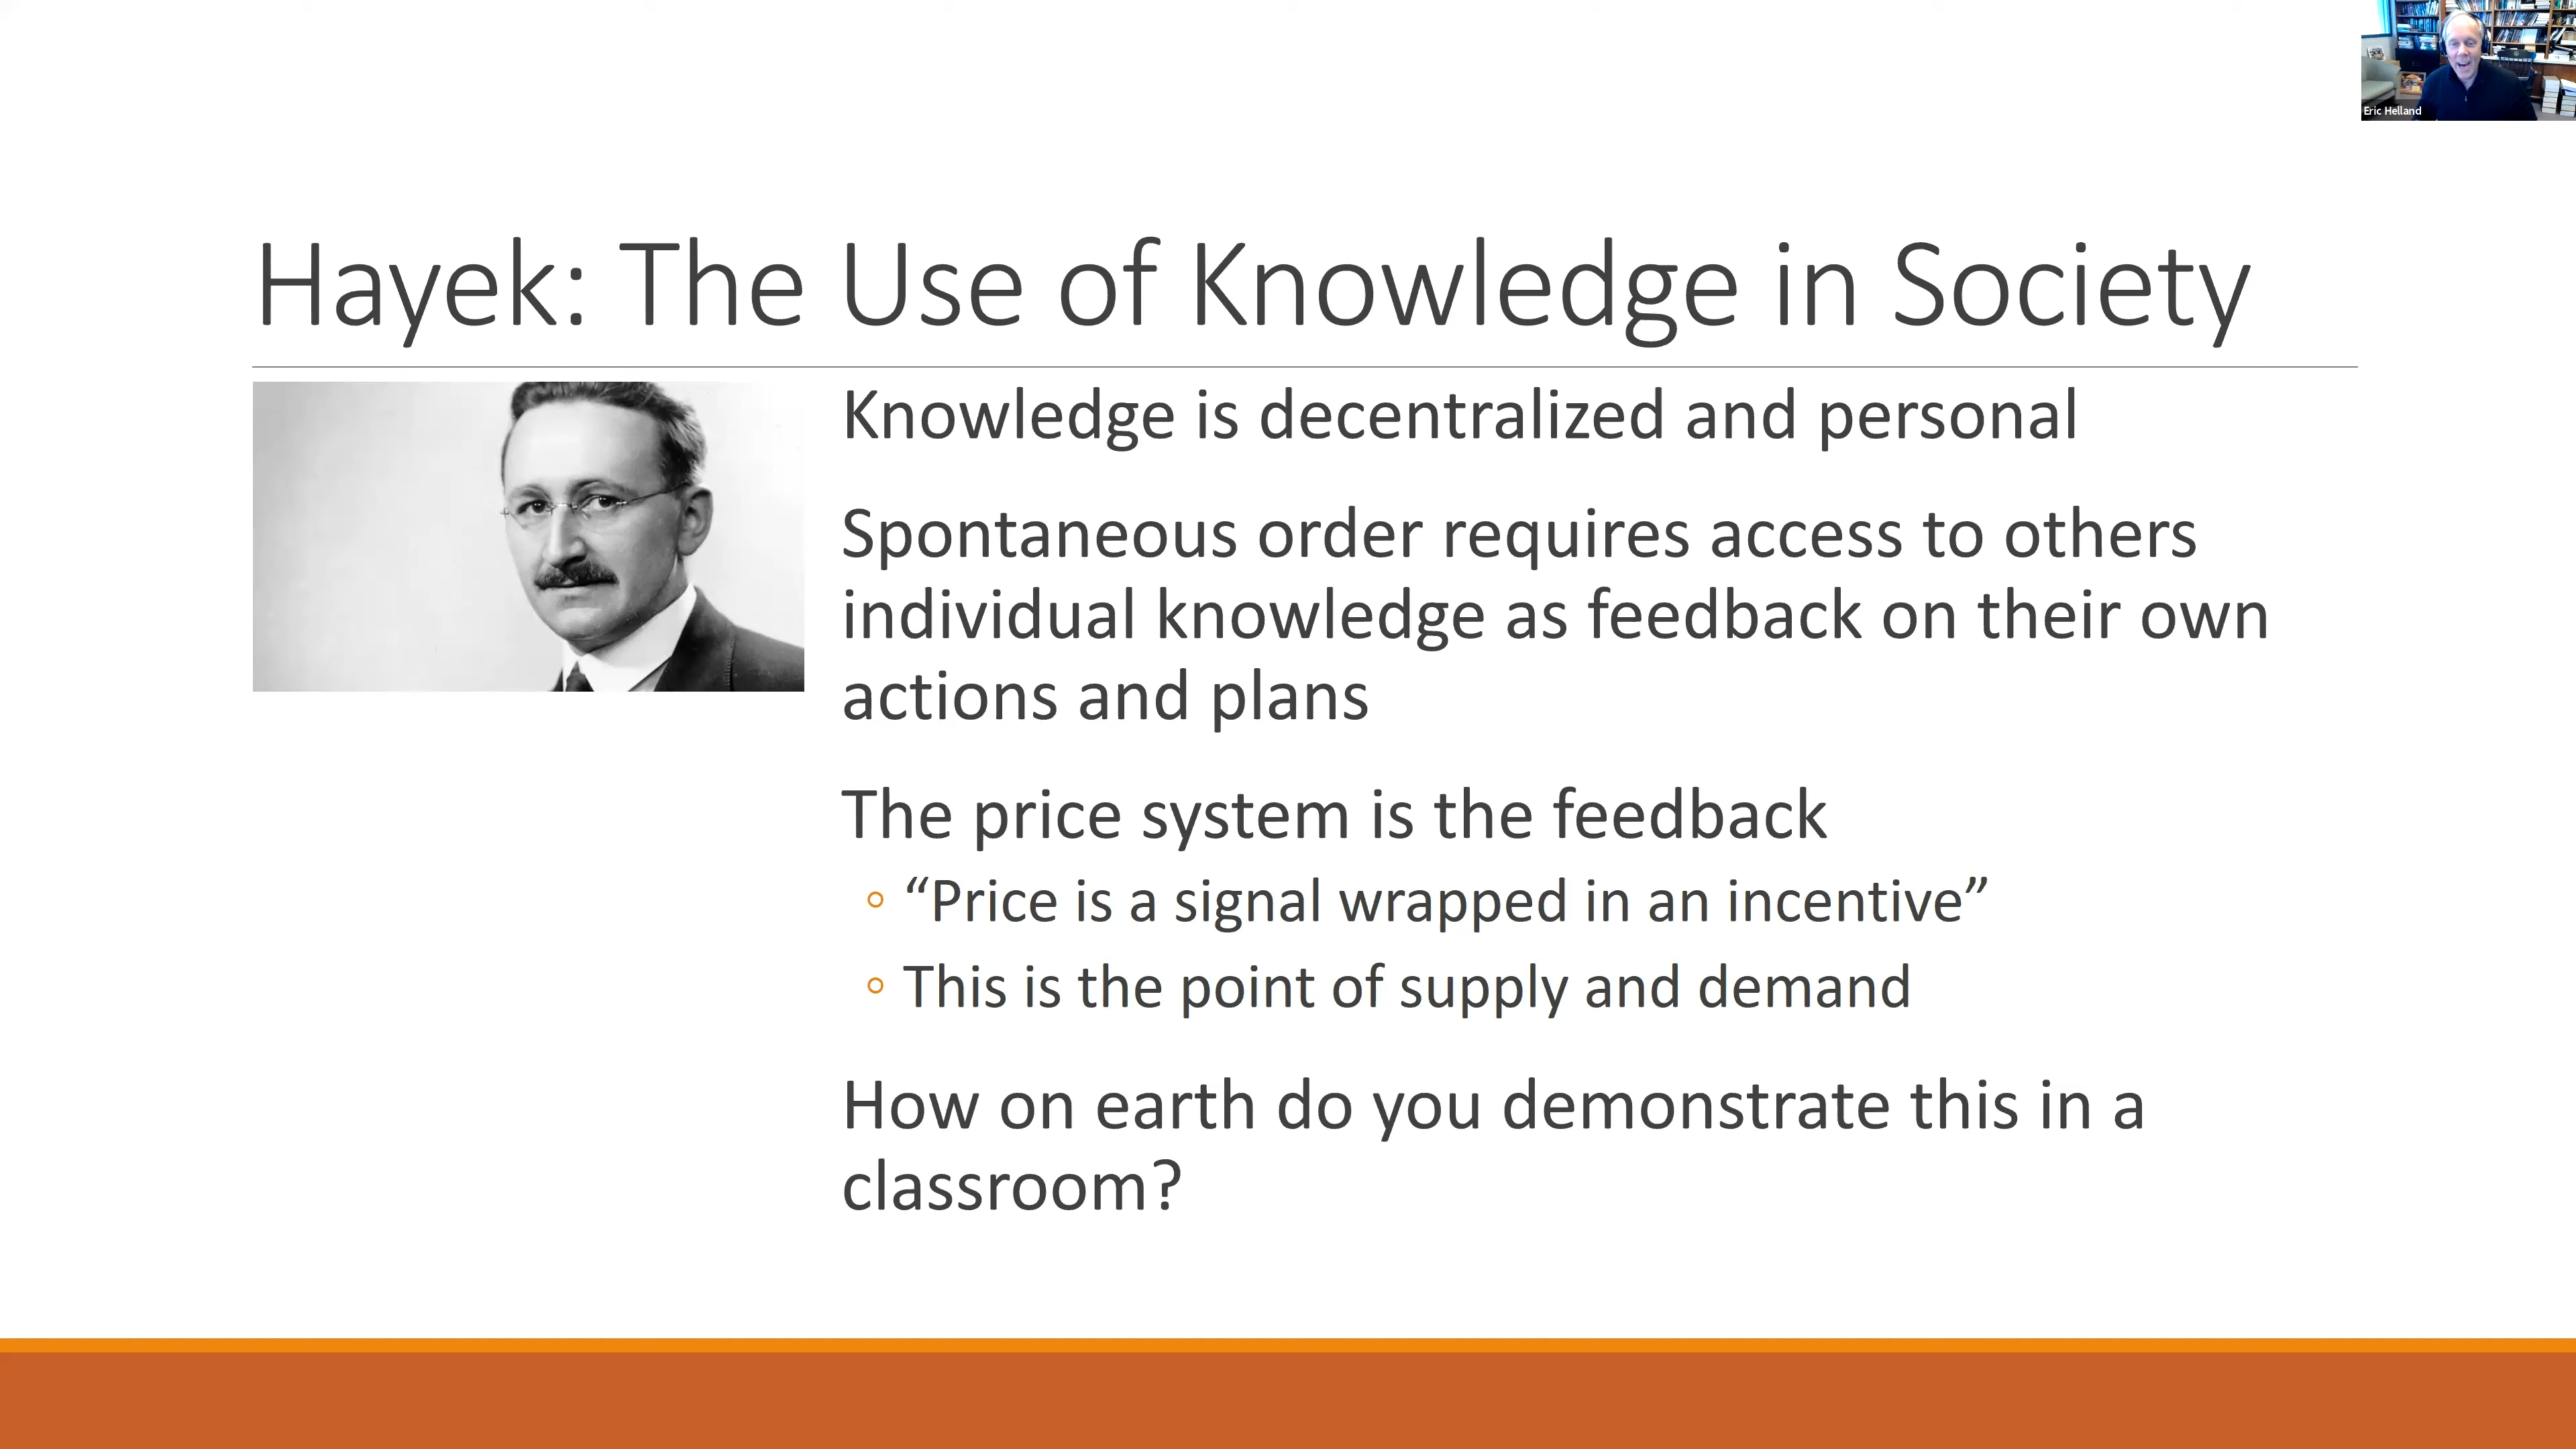 Eric Helland
Hayek: The Use of Knowledge in Society
Knowledge is decentralized and personal
Spontaneous order requires access to others
individual knowledge as feedback on their own
actions and plans
The price system is the feedback
“Price is a signal wrapped in an incentive”
This is the point of supply and demand
How on earth do you demonstrate this in a
classroom?